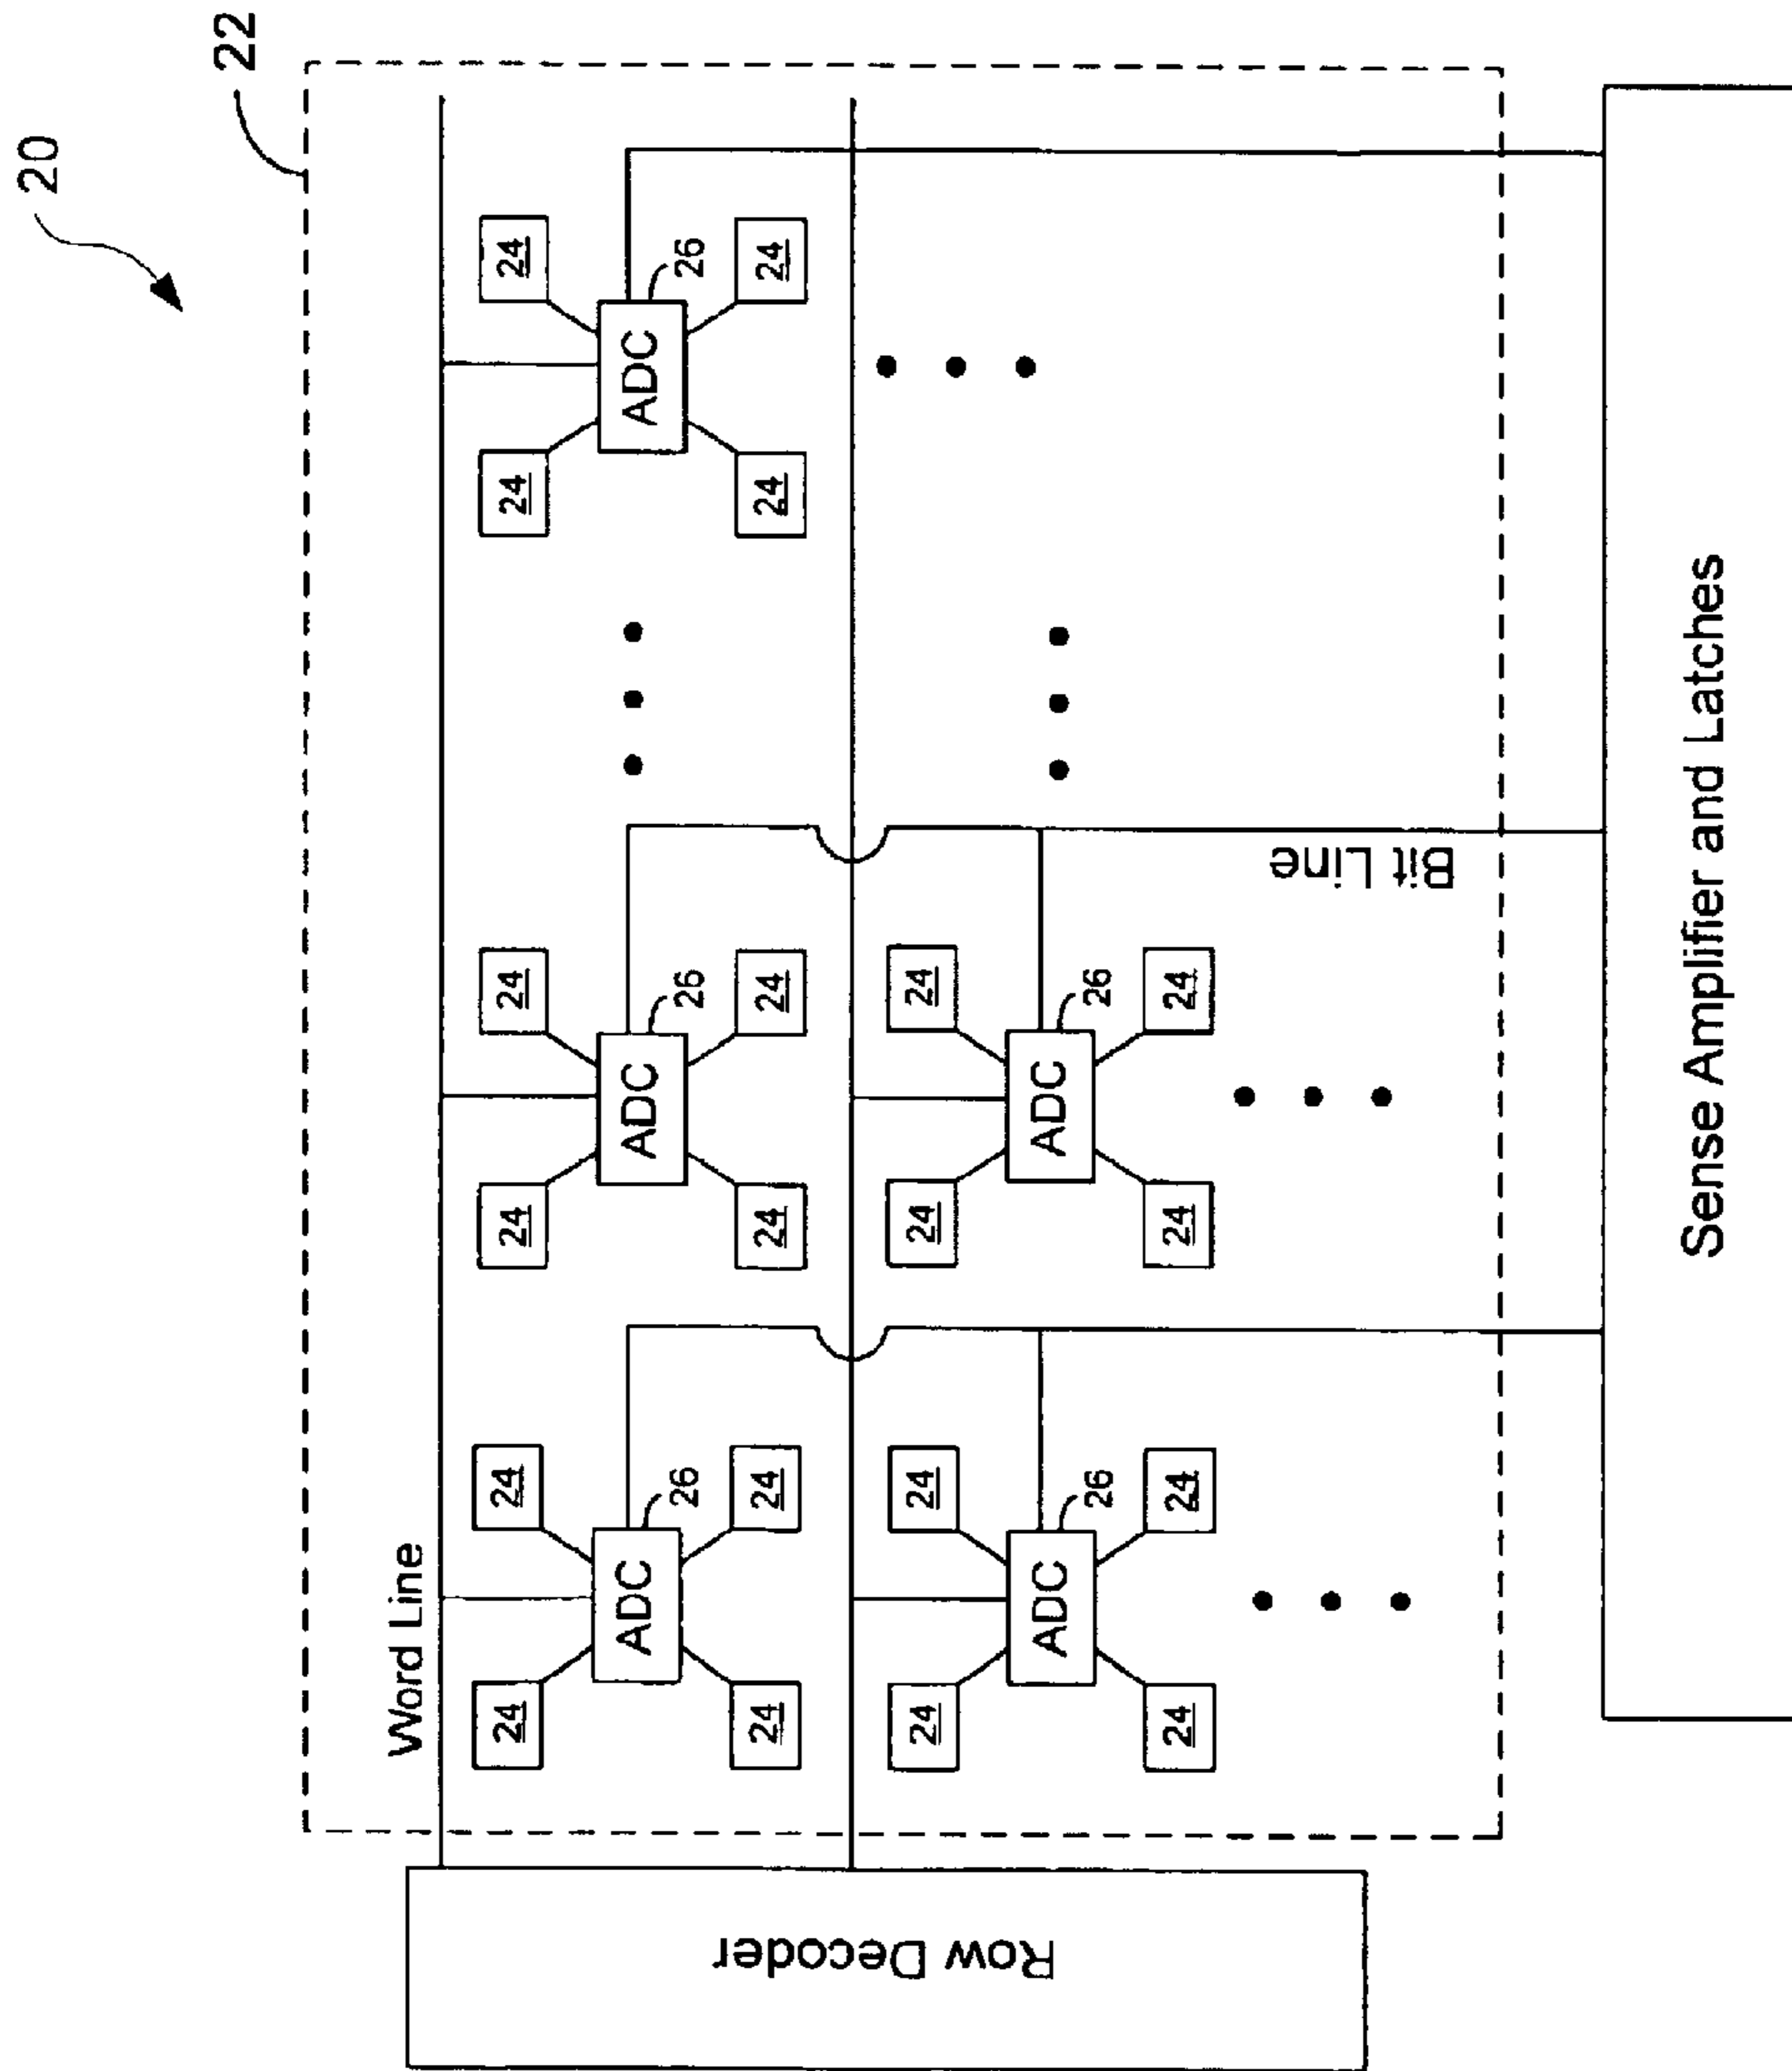 20
22
Word Line
24 24 24 24 24 24
ADC 26 ADC 26 ADC 26
24 24 24 24 24 24
Row Decoder
24 24 24 24
ADC 26 ADC 26
24 24 24 24
Bit Line
Sense Amplifier and Latches